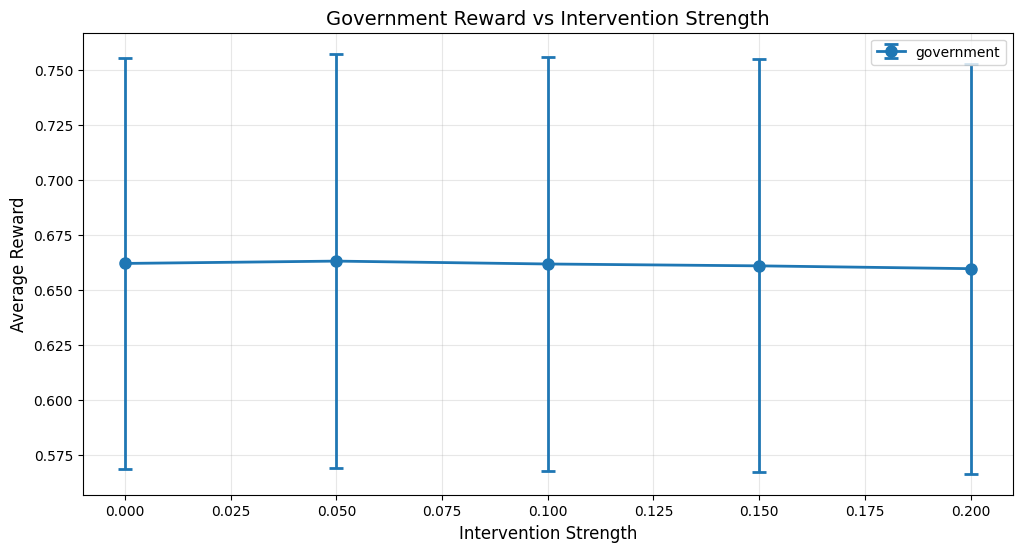 Government Reward vs Intervention Strength
government
Average Reward
0.750
0.725
0.700
0.675
0.650
0.625
0.600
0.575
0.000 0.025 0.050 0.075 0.100 0.125 0.150 0.175 0.200
Intervention Strength